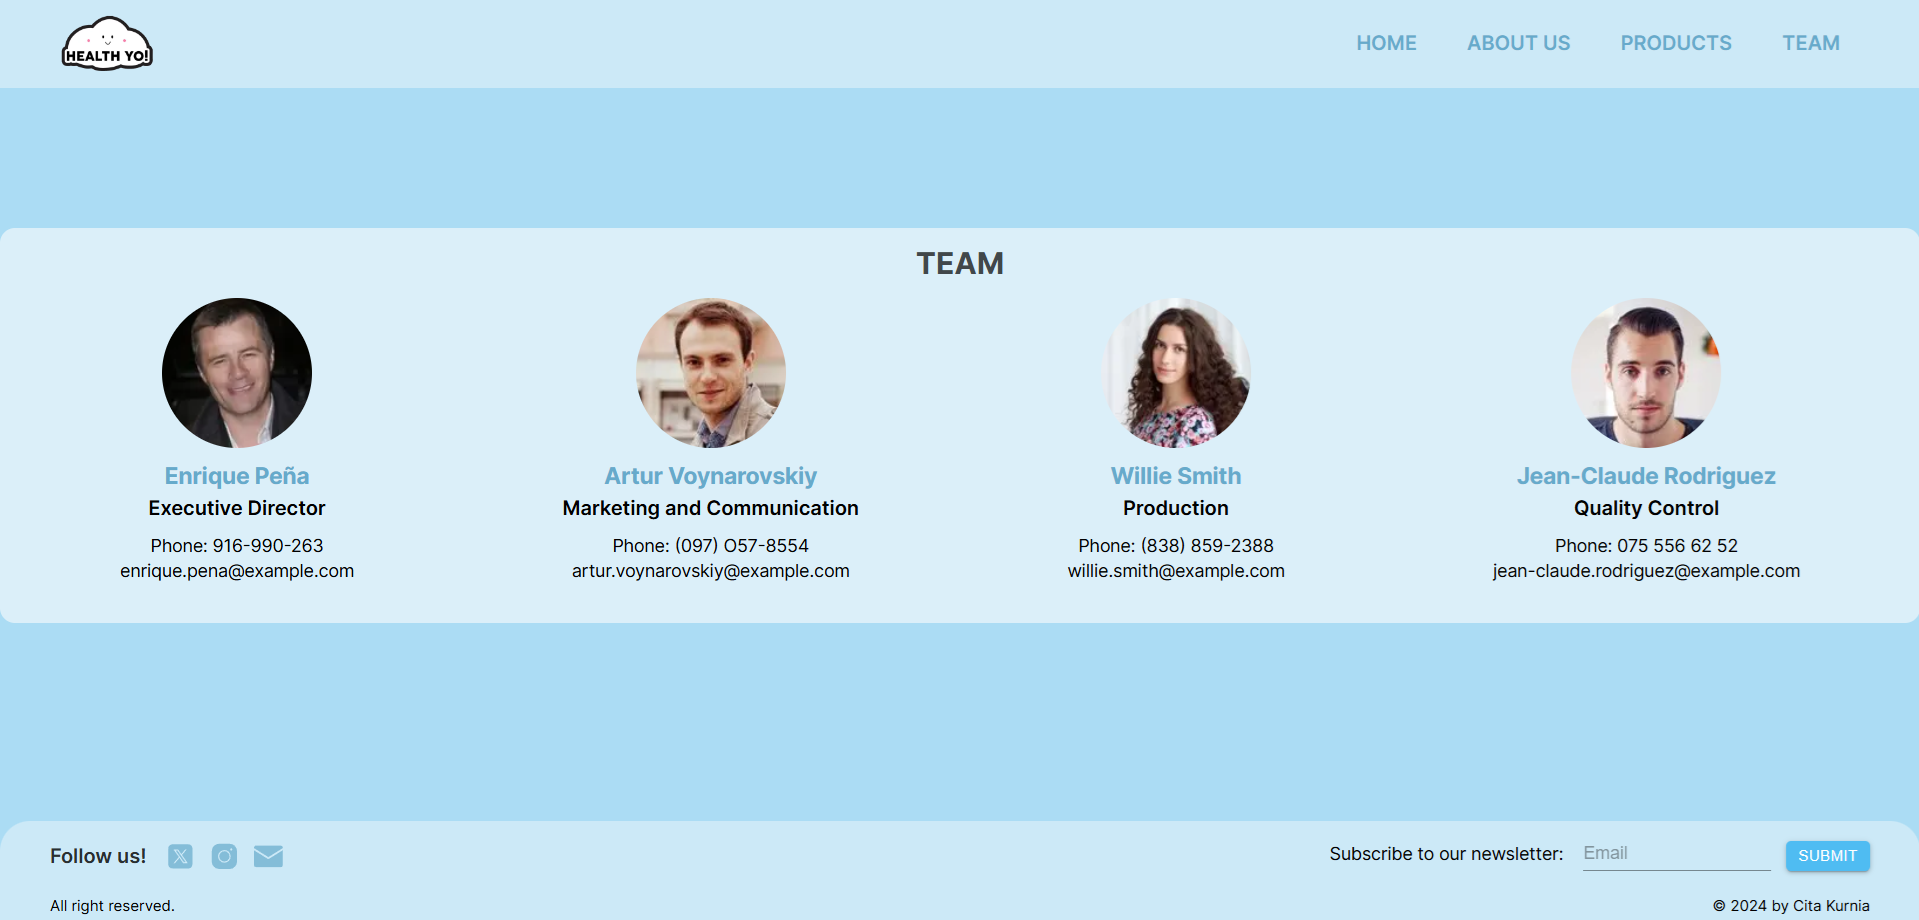 HEALTH YO!
HOME ABOUT US PRODUCTS TEAM
TEAM
Enrique Peña
Executive Director
Phone: 916-990-263
enrique.pena@example.com
Artur Voynarovskiy
Marketing and Communication
Phone: (097) O57-8554
artur.voynarovskiy@example.com
Willie Smith
Production
Phone: (838) 859-2388
willie.smith@example.com
Jean-Claude Rodriguez
Quality Control
Phone: 075 556 62 52
jean-claude.rodriguez@example.com
Follow us!
Subscribe to our newsletter: Email SUBMIT
All right reserved.
© 2024 by Cita Kurnia